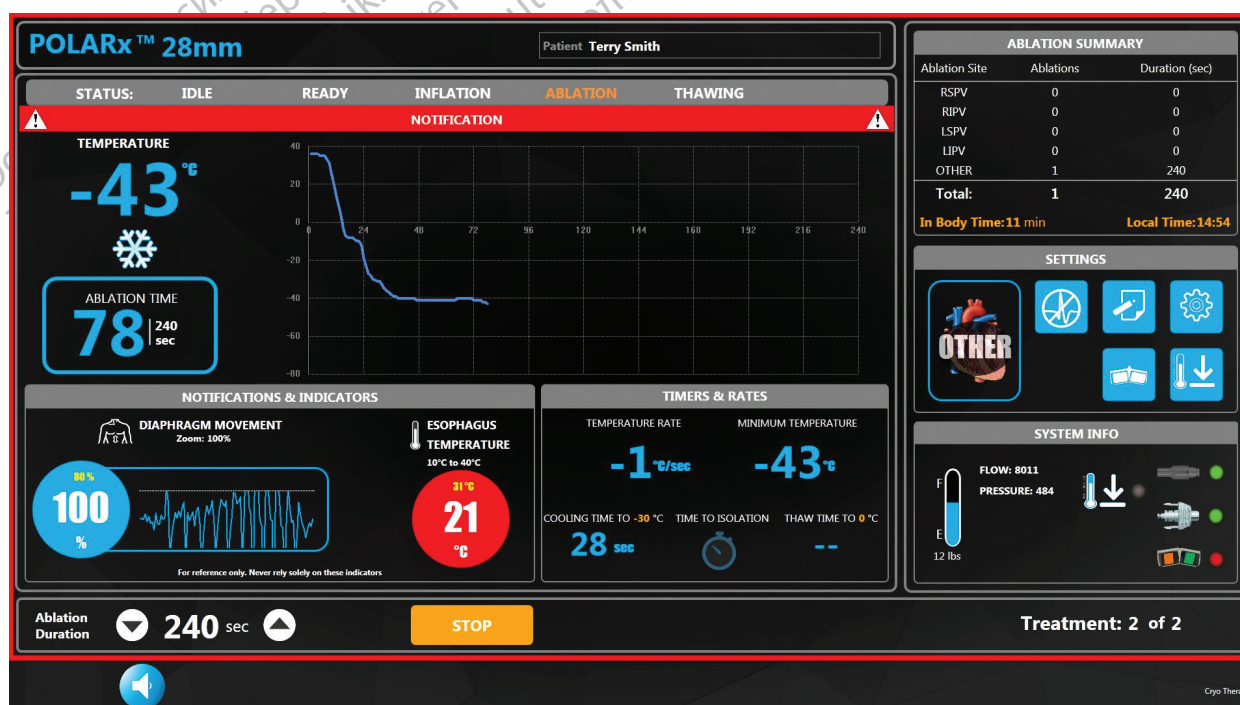 POLARx™ 28mm
Patient Terry Smith
STATUS: IDLE READY INFLATION ABLATION THAWING
NOTIFICATION
TEMPERATURE
-43 °C
ABLATION TIME
78 240 sec
40
20
0
-20
-40
-60
-80
0 24 48 72 96 120 144 168 192 216 240
NOTIFICATIONS & INDICATORS
DIAPHRAGM MOVEMENT
Zoom: 100%
80 %
100
%
For reference only. Never rely solely on these indicators
ESOPHAGUS
TEMPERATURE
10°C to 40°C
31 °C
21
°C
TIMERS & RATES
TEMPERATURE RATE MINIMUM TEMPERATURE
-1 °C/sec -43 °C
COOLING TIME TO -30 °C TIME TO ISOLATION THAW TIME TO 0 °C
28 sec --
Ablation
Duration
240 sec
STOP
Treatment: 2 of 2
ABLATION SUMMARY
Ablation Site Ablations Duration (sec)
RSPV 0 0
RIPV 0 0
LSPV 0 0
LIPV 0 0
OTHER 1 240
Total: 1 240
In Body Time: 11 min Local Time: 14:54
SETTINGS
OTHER
SYSTEM INFO
F
E
12 lbs
FLOW: 8011
PRESSURE: 484